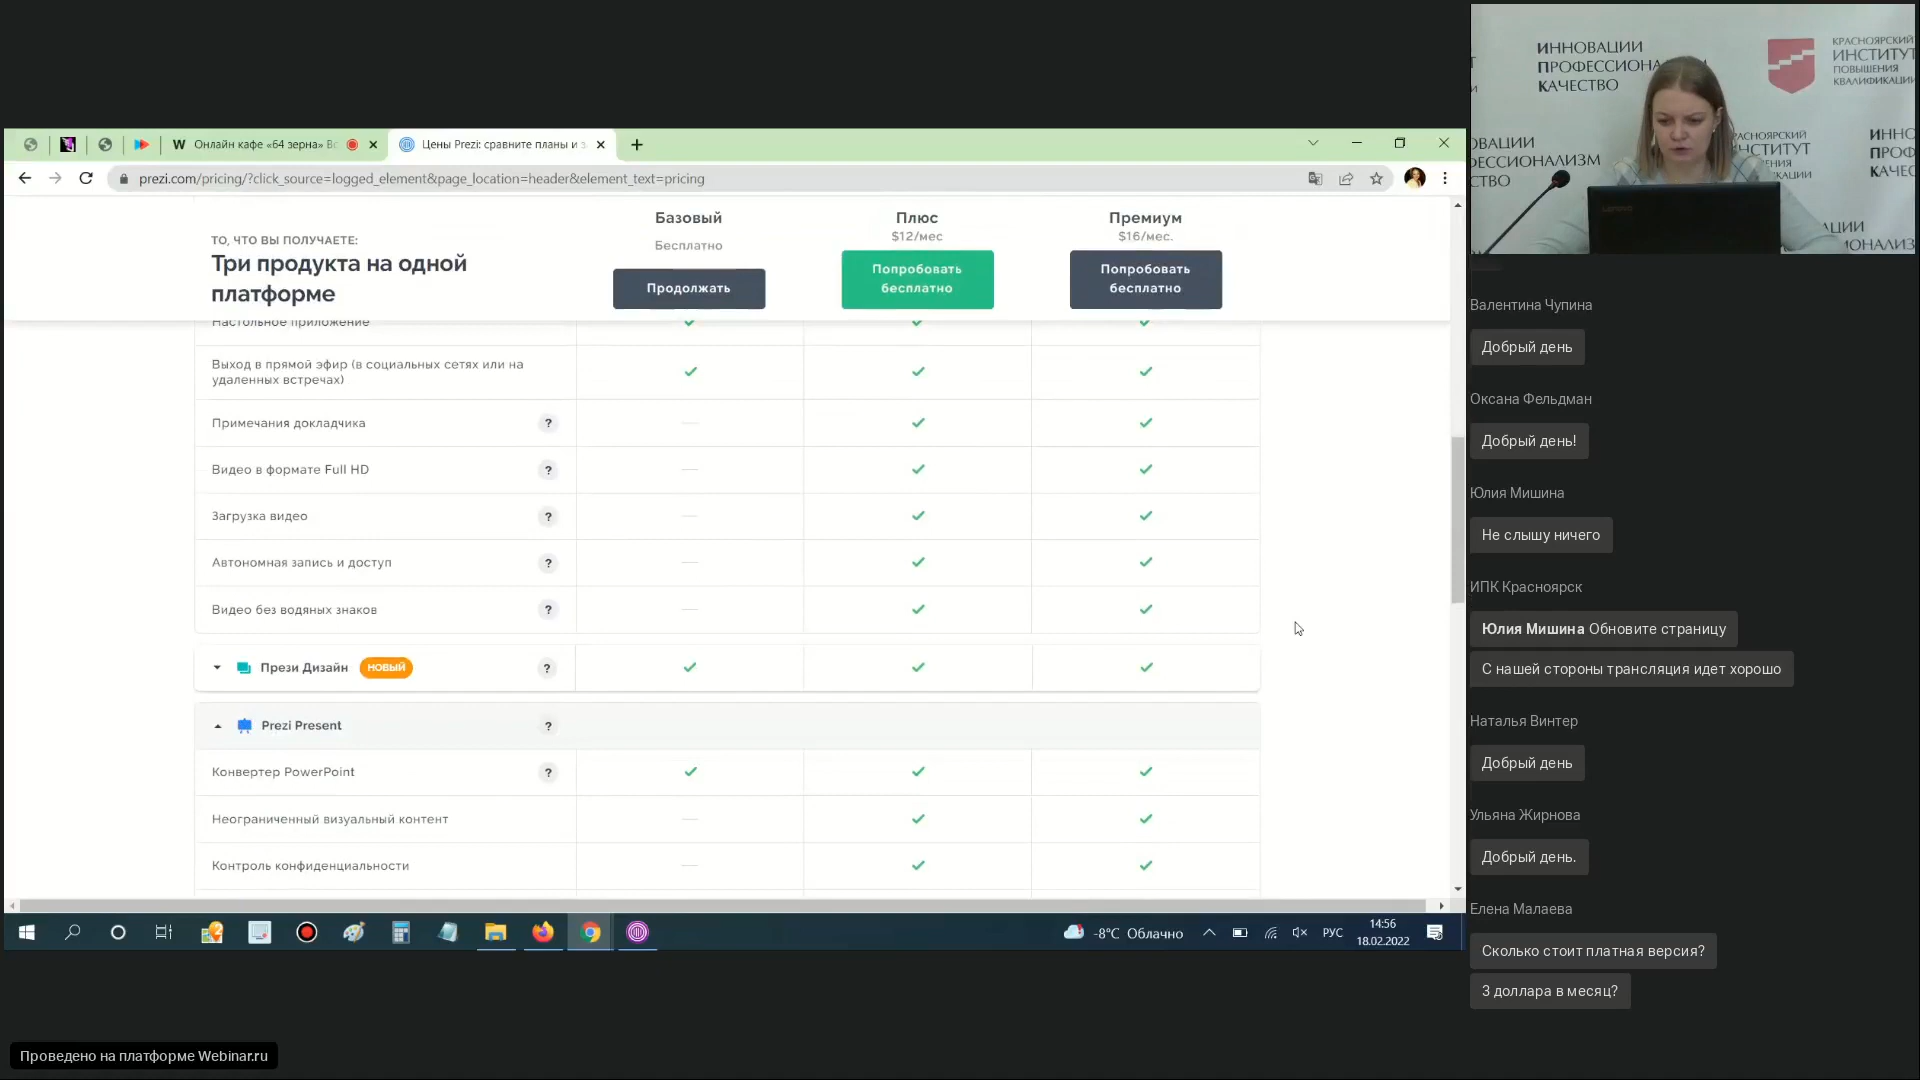 Онлайн кафе «64 зерна»
Цены Prezi: сравните планы и з
prezi.com/pricing/?click_source=logged_element&page_location=header&element_text=pricing
ТО, ЧТО ВЫ ПОЛУЧАЕТЕ:
Три продукта на одной
платформе
Базовый
Бесплатно
Продолжать
Плюс
$12/мес
Попробовать
бесплатно
Премиум
$16/мес.
Попробовать
бесплатно
Настольное приложение
Выход в прямой эфир (в социальных сетях или на
удаленных встречах)
Примечания докладчика
?
Видео в формате Full HD
?
Загрузка видео
?
Автономная запись и доступ
?
Видео без водяных знаков
?
Прези Дизайн НОВЫЙ
?
Prezi Present
?
Конвертер PowerPoint
?
Неограниченный визуальный контент
Контроль конфиденциальности
-8°C Облачно
РУС
14:56
18.02.2022
Проведено на платформе Webinar.ru
ИННОВАЦИИ
ПРОФЕССИОНА
КАЧЕСТВО
КРАСНОЯРСКИЙ
ИНСТИТУТ
ПОВЫШЕНИЯ
КВАЛИФИКАЦИ
Валентина Чупина
Добрый день
Оксана Фельдман
Добрый день!
Юлия Мишина
Не слышу ничего
ИПК Красноярск
Юлия Мишина Обновите страницу
С нашей стороны трансляция идет хорошо
Наталья Винтер
Добрый день
Ульяна Жирнова
Добрый день.
Елена Малаева
Сколько стоит платная версия?
3 доллара в месяц?